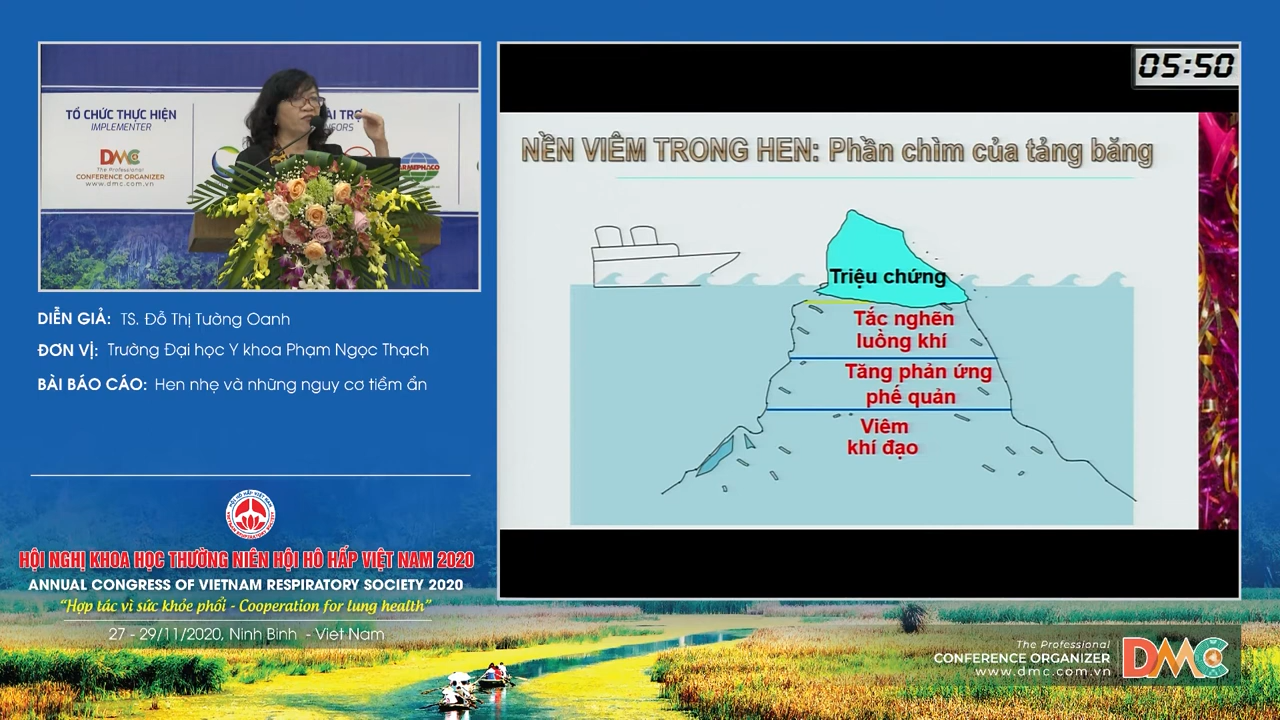 TỔ CHỨC THỰC HIỆN
IMPLEMENTER
DMC
The Professional
CONFERENCE ORGANIZER
www.dmc.com.vn
DIỄN GIẢ: TS. Đỗ Thị Tường Oanh
ĐƠN VỊ: Trường Đại học Y khoa Phạm Ngọc Thạch
BÀI BÁO CÁO: Hen nhẹ và những nguy cơ tiềm ẩn
HỘI NGHỊ KHOA HỌC THƯỜNG NIÊN HỘI HÔ HẤP VIỆT NAM 2020
ANNUAL CONGRESS OF VIETNAM RESPIRATORY SOCIETY 2020
“Hợp tác vì sức khỏe phổi - Cooperation for lung health”
27 - 29/11/2020, Ninh Bình - Viet Nam
05:50
NỀN VIÊM TRONG HEN: Phần chìm của tảng băng
Triệu chứng
Tắc nghẽn
luồng khí
Tăng phản ứng
phế quản
Viêm
khí đạo
The Professional
CONFERENCE ORGANIZER
www.dmc.com.vn
DMC